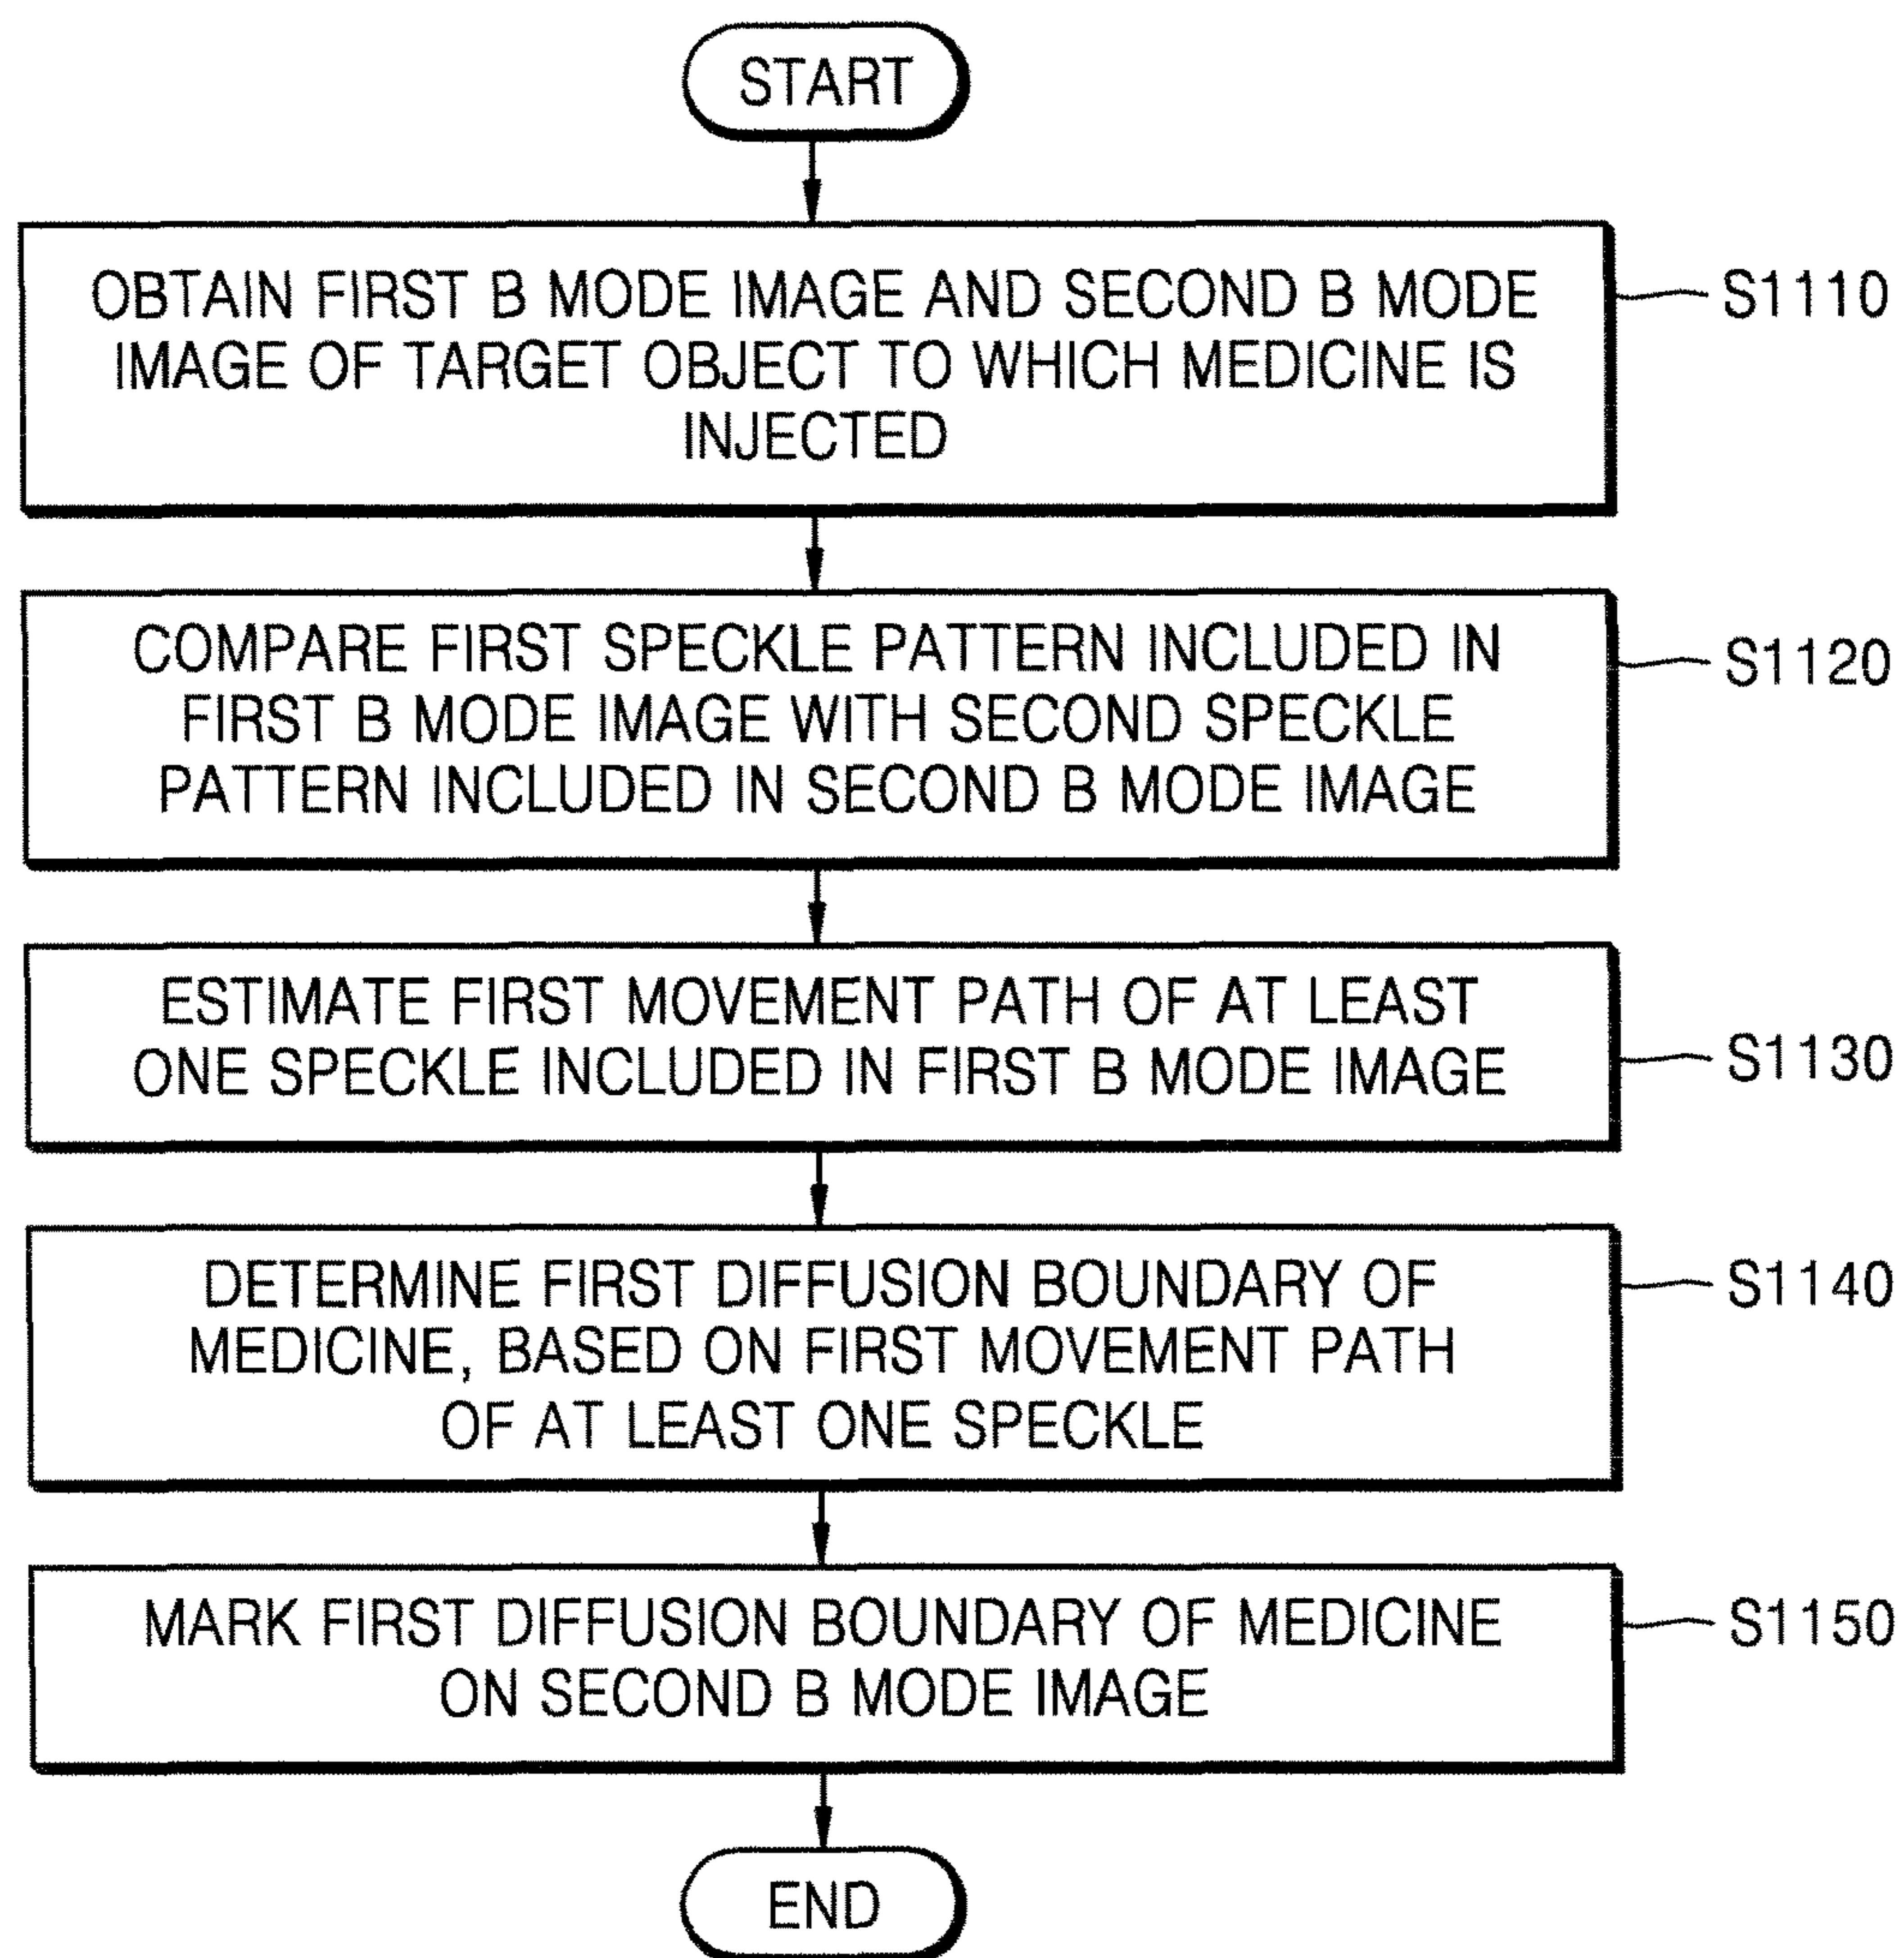 START
OBTAIN FIRST B MODE IMAGE AND SECOND B MODE
IMAGE OF TARGET OBJECT TO WHICH MEDICINE IS
INJECTED
S1110
COMPARE FIRST SPECKLE PATTERN INCLUDED IN
FIRST B MODE IMAGE WITH SECOND SPECKLE
PATTERN INCLUDED IN SECOND B MODE IMAGE
S1120
ESTIMATE FIRST MOVEMENT PATH OF AT LEAST
ONE SPECKLE INCLUDED IN FIRST B MODE IMAGE
S1130
DETERMINE FIRST DIFFUSION BOUNDARY OF
MEDICINE, BASED ON FIRST MOVEMENT PATH
OF AT LEAST ONE SPECKLE
S1140
MARK FIRST DIFFUSION BOUNDARY OF MEDICINE
ON SECOND B MODE IMAGE
S1150
END